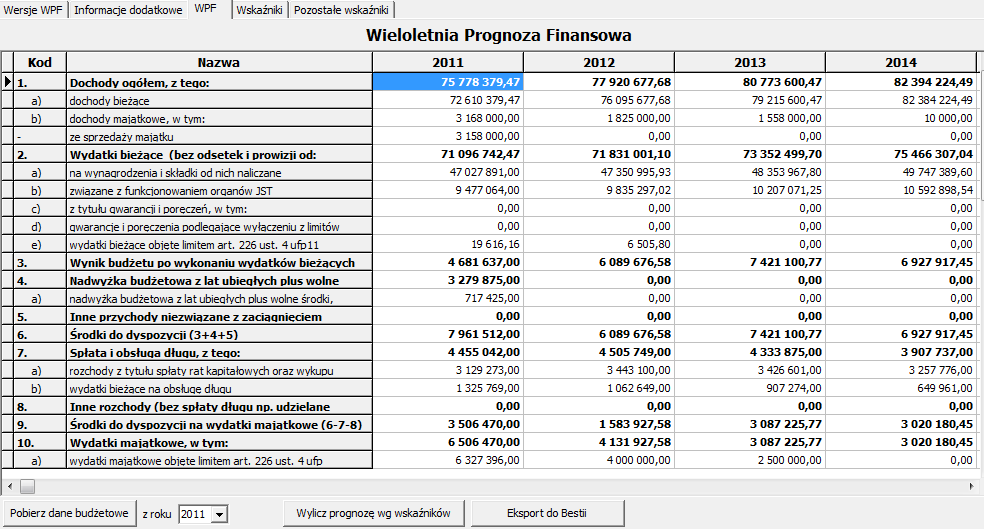 Wersje WPF Informacje dodatkowe WPF Wskaźniki Pozostałe wskaźniki
Wieloletnia Prognoza Finansowa
Kod Nazwa 2011 2012 2013 2014
1. Dochody ogółem, z tego: 75 778 379,47 77 920 677,68 80 773 600,47 82 394 224,49
a) dochody bieżące 72 610 379,47 76 095 677,68 79 215 600,47 82 384 224,49
b) dochody majątkowe, w tym: 3 168 000,00 1 825 000,00 1 558 000,00 10 000,00
- ze sprzedaży majątku 3 158 000,00 0,00 0,00 0,00
2. Wydatki bieżące (bez odsetek i prowizji od: 71 096 742,47 71 831 001,10 73 352 499,70 75 466 307,04
a) na wynagrodzenia i składki od nich naliczane 47 027 891,00 47 350 995,93 48 353 967,80 49 747 389,60
b) związane z funkcjonowaniem organów JST 9 477 064,00 9 835 297,02 10 207 071,25 10 592 898,54
c) z tytułu gwarancji i poręczeń, w tym: 0,00 0,00 0,00 0,00
d) gwarancje i poręczenia podlegające wyłączeniu z limitów 0,00 0,00 0,00 0,00
e) wydatki bieżące objęte limitem art. 226 ust. 4 ufp11 19 616,16 6 505,80 0,00 0,00
3. Wynik budżetu po wykonaniu wydatków bieżących 4 681 637,00 6 089 676,58 7 421 100,77 6 927 917,45
4. Nadwyżka budżetowa z lat ubiegłych plus wolne 3 279 875,00 0,00 0,00 0,00
a) nadwyżka budżetowa z lat ubiegłych plus wolne środki, 717 425,00 0,00 0,00 0,00
5. Inne przychody niezwiązane z zaciągnięciem 0,00 0,00 0,00 0,00
6. Środki do dyspozycji (3+4+5) 7 961 512,00 6 089 676,58 7 421 100,77 6 927 917,45
7. Spłata i obsługa długu, z tego: 4 455 042,00 4 505 749,00 4 333 875,00 3 907 737,00
a) rozchody z tytułu spłaty rat kapitałowych oraz wykupu 3 129 273,00 3 443 100,00 3 426 601,00 3 257 776,00
b) wydatki bieżące na obsługę długu 1 325 769,00 1 062 649,00 907 274,00 649 961,00
8. Inne rozchody (bez spłaty długu np. udzielane 0,00 0,00 0,00 0,00
9. Środki do dyspozycji na wydatki majątkowe (6-7-8) 3 506 470,00 1 583 927,58 3 087 225,77 3 020 180,45
10. Wydatki majątkowe, w tym: 6 506 470,00 4 131 927,58 3 087 225,77 3 020 180,45
a) wydatki majątkowe objęte limitem art. 226 ust. 4 ufp 6 327 396,00 4 000 000,00 2 500 000,00 0,00
Pobierz dane budżetowe z roku 2011 Wylicz prognozę wg wskaźników Eksport do Bestii